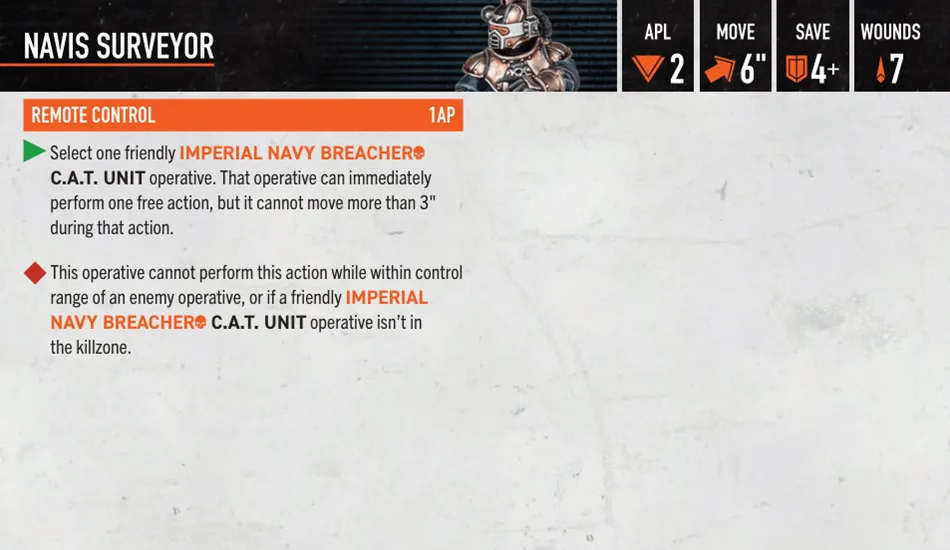 NAVIS SURVEYOR
APL
2
MOVE
6"
SAVE
4+
WOUNDS
7
REMOTE CONTROL 1AP
Select one friendly IMPERIAL NAVY BREACHER
C.A.T. UNIT operative. That operative can immediately
perform one free action, but it cannot move more than 3"
during that action.
This operative cannot perform this action while within control
range of an enemy operative, or if a friendly IMPERIAL
NAVY BREACHER C.A.T. UNIT operative isn't in
the killzone.